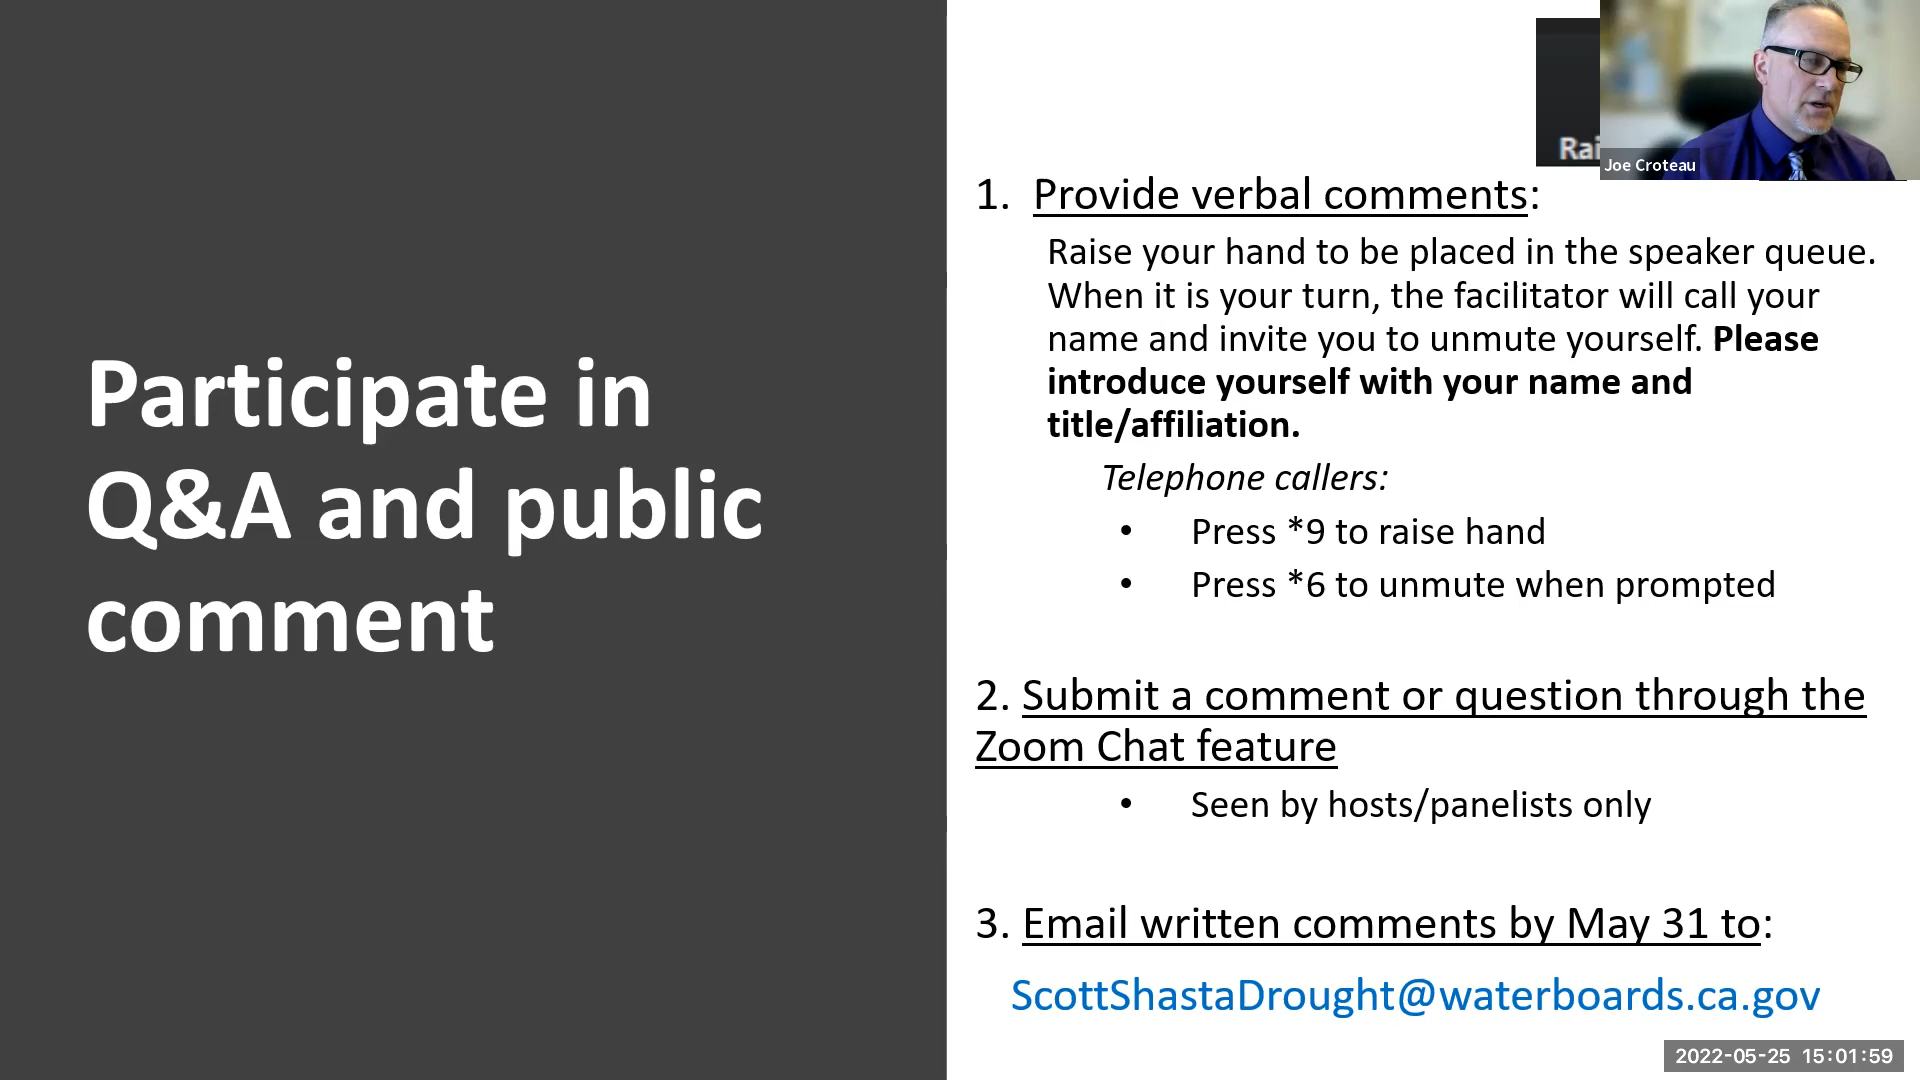 Participate in
Q&A and public
comment
Rai
Joe Croteau
1. Provide verbal comments:
Raise your hand to be placed in the speaker queue.
When it is your turn, the facilitator will call your
name and invite you to unmute yourself. Please
introduce yourself with your name and
title/affiliation.
Telephone callers:
• Press *9 to raise hand
• Press *6 to unmute when prompted
2. Submit a comment or question through the
Zoom Chat feature
• Seen by hosts/panelists only
3. Email written comments by May 31 to:
ScottShastaDrought@waterboards.ca.gov
2022-05-25 15:01:59